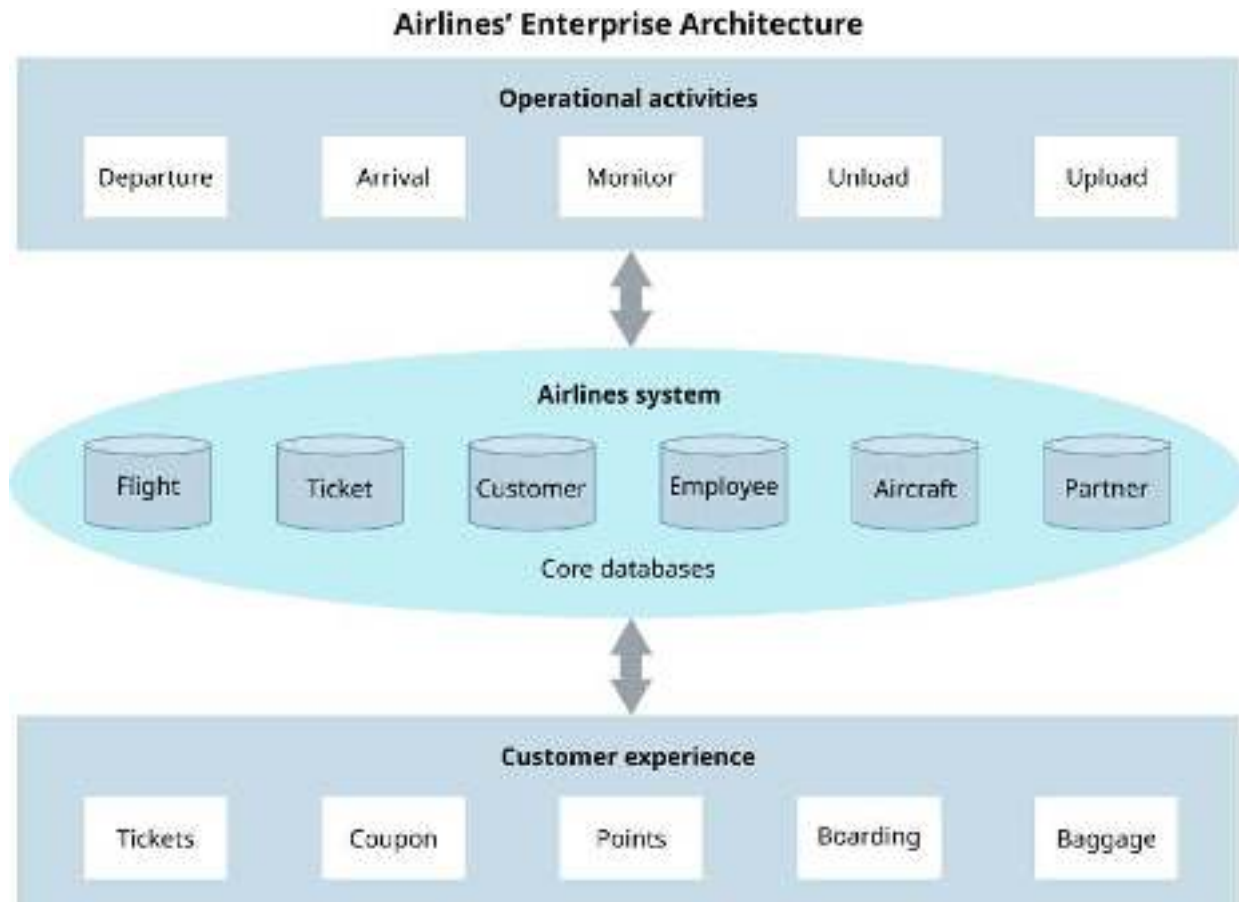 Airlines' Enterprise Architecture
Operational activities
Departure
Arrival
Monitor
Unload
Upload
Airlines system
Flight
Ticket
Customer
Employee
Aircraft
Partner
Core databases
Customer experience
Tickets
Coupon
Points
Boarding
Baggage